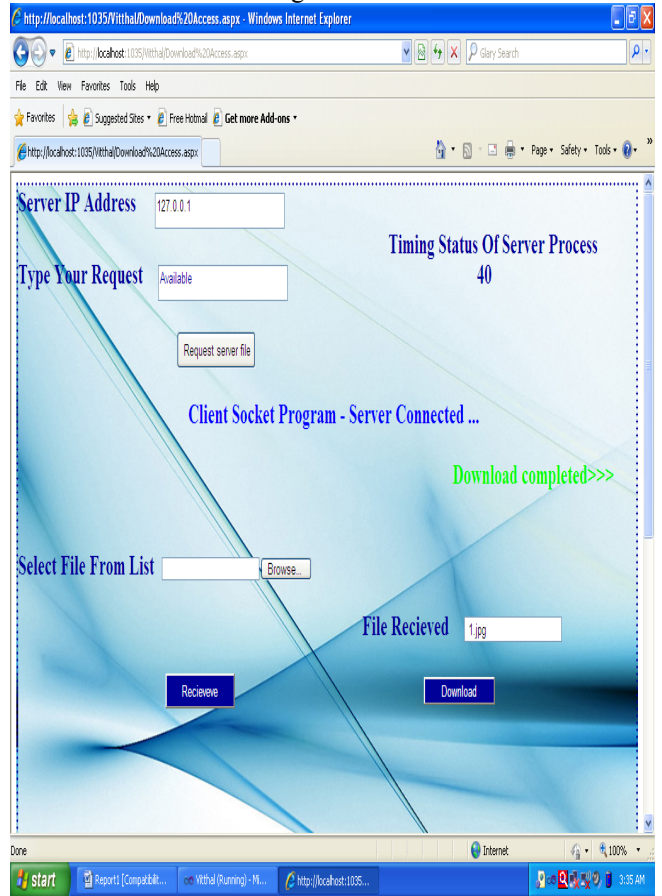 http://localhost:1035/Vitthal/Download%20Access.aspx - Windows Internet Explorer
http://localhost:1035/Vitthal/Download%20Access.aspx
Glary Search
File Edit View Favorites Tools Help
Favorites Suggested Sites Free Hotmail Get more Add-ons
http://localhost:1035/Vitthal/Download%20Access.aspx
Page Safety Tools
Server IP Address 127.0.0.1
Timing Status Of Server Process
40
Type Your Request Available
Request server file
Client Socket Program - Server Connected ...
Download completed>>>
Select File From List Browse...
File Recieved 1.jpg
Recieveve Download
Done Internet 100%
start Report1 [Compatibilit... Vitthal (Running) - Mi... http://localhost:1035... 3:35 AM